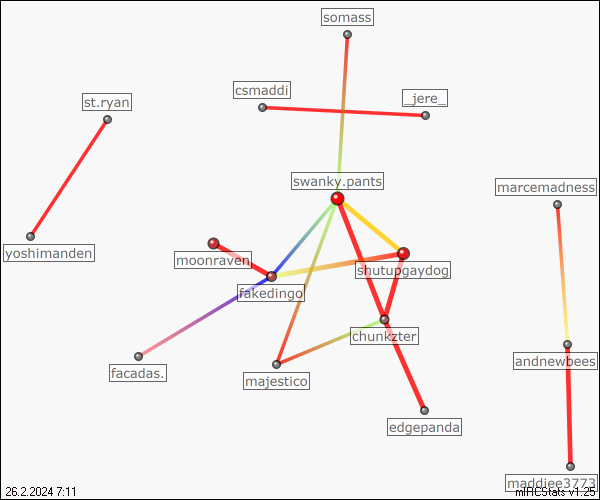 somass
csmaddi
_jere_
st.ryan
swanky.pants
marcemadness
yoshimanden
moonraven
shutupgaydog
fakedingo
chunkzter
andnewbees
facadas.
majestico
edgepanda
maddiee3773
26.2.2024 7:11
mIRCStats v1.25